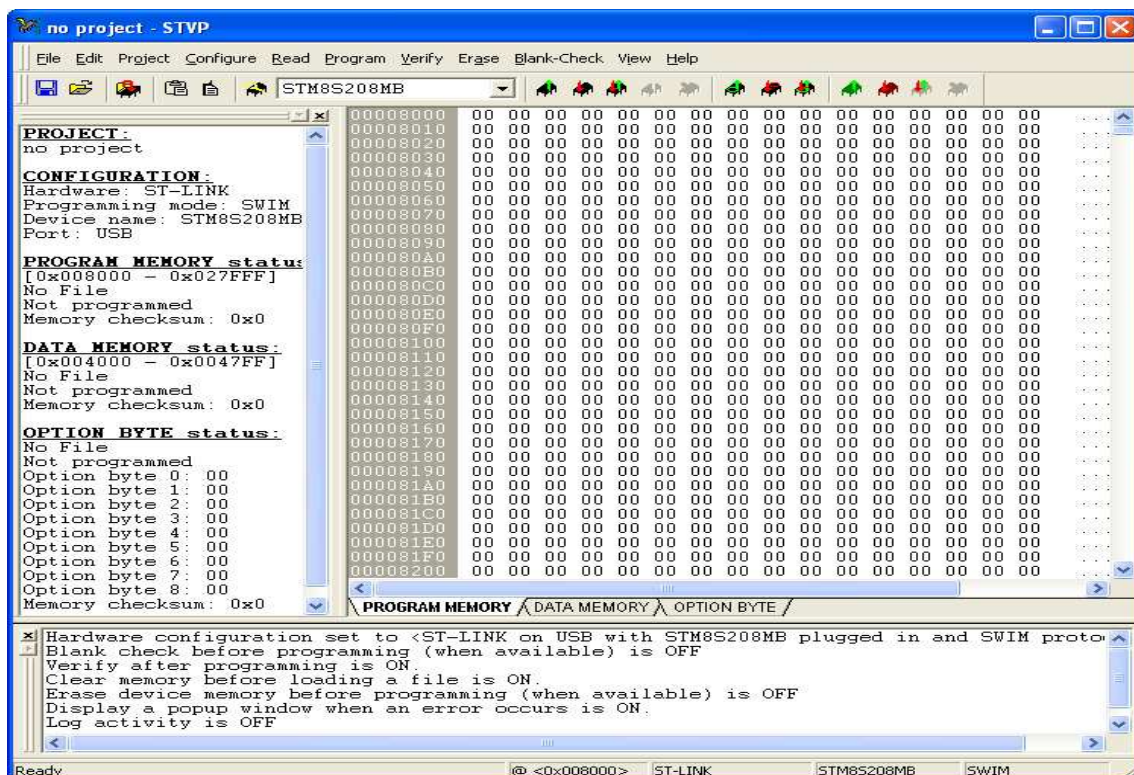 no project - STVP
File Edit Project Configure Read Program Verify Erase Blank-Check View Help
STM8S208MB
PROJECT:
no project
CONFIGURATION:
Hardware: ST-LINK
Programming mode: SWIM
Device name: STM8S208MB
Port: USB
PROGRAM MEMORY status
[0x008000 - 0x027FFF]
No File
Not programmed
Memory checksum: 0x0
DATA MEMORY status:
[0x004000 - 0x0047FF]
No File
Not programmed
Memory checksum: 0x0
OPTION BYTE status:
No File
Not programmed
Option byte 0: 00
Option byte 1: 00
Option byte 2: 00
Option byte 3: 00
Option byte 4: 00
Option byte 5: 00
Option byte 6: 00
Option byte 7: 00
Option byte 8: 00
Memory checksum: 0x0
00008000 00 00 00 00 00 00 00 00 00 00 00 00 00 00 00 00 ...
00008010 00 00 00 00 00 00 00 00 00 00 00 00 00 00 00 00 ...
00008020 00 00 00 00 00 00 00 00 00 00 00 00 00 00 00 00 ...
00008030 00 00 00 00 00 00 00 00 00 00 00 00 00 00 00 00 ...
00008040 00 00 00 00 00 00 00 00 00 00 00 00 00 00 00 00 ...
00008050 00 00 00 00 00 00 00 00 00 00 00 00 00 00 00 00 ...
00008060 00 00 00 00 00 00 00 00 00 00 00 00 00 00 00 00 ...
00008070 00 00 00 00 00 00 00 00 00 00 00 00 00 00 00 00 ...
00008080 00 00 00 00 00 00 00 00 00 00 00 00 00 00 00 00 ...
00008090 00 00 00 00 00 00 00 00 00 00 00 00 00 00 00 00 ...
000080A0 00 00 00 00 00 00 00 00 00 00 00 00 00 00 00 00 ...
000080B0 00 00 00 00 00 00 00 00 00 00 00 00 00 00 00 00 ...
000080C0 00 00 00 00 00 00 00 00 00 00 00 00 00 00 00 00 ...
000080D0 00 00 00 00 00 00 00 00 00 00 00 00 00 00 00 00 ...
000080E0 00 00 00 00 00 00 00 00 00 00 00 00 00 00 00 00 ...
000080F0 00 00 00 00 00 00 00 00 00 00 00 00 00 00 00 00 ...
00008100 00 00 00 00 00 00 00 00 00 00 00 00 00 00 00 00 ...
00008110 00 00 00 00 00 00 00 00 00 00 00 00 00 00 00 00 ...
00008120 00 00 00 00 00 00 00 00 00 00 00 00 00 00 00 00 ...
00008130 00 00 00 00 00 00 00 00 00 00 00 00 00 00 00 00 ...
00008140 00 00 00 00 00 00 00 00 00 00 00 00 00 00 00 00 ...
00008150 00 00 00 00 00 00 00 00 00 00 00 00 00 00 00 00 ...
00008160 00 00 00 00 00 00 00 00 00 00 00 00 00 00 00 00 ...
00008170 00 00 00 00 00 00 00 00 00 00 00 00 00 00 00 00 ...
00008180 00 00 00 00 00 00 00 00 00 00 00 00 00 00 00 00 ...
00008190 00 00 00 00 00 00 00 00 00 00 00 00 00 00 00 00 ...
000081A0 00 00 00 00 00 00 00 00 00 00 00 00 00 00 00 00 ...
000081B0 00 00 00 00 00 00 00 00 00 00 00 00 00 00 00 00 ...
000081C0 00 00 00 00 00 00 00 00 00 00 00 00 00 00 00 00 ...
000081D0 00 00 00 00 00 00 00 00 00 00 00 00 00 00 00 00 ...
000081E0 00 00 00 00 00 00 00 00 00 00 00 00 00 00 00 00 ...
000081F0 00 00 00 00 00 00 00 00 00 00 00 00 00 00 00 00 ...
00008200 00 00 00 00 00 00 00 00 00 00 00 00 00 00 00 00 ...
PROGRAM MEMORY DATA MEMORY OPTION BYTE
Hardware configuration set to <ST-LINK on USB with STM8S208MB plugged in and SWIM proto
Blank check before programming (when available) is OFF
Verify after programming is ON.
Clear memory before loading a file is ON.
Erase device memory before programming (when available) is OFF
Display a popup window when an error occurs is ON.
Log activity is OFF
Ready @ <0x008000> ST-LINK STM8S208MB SWIM